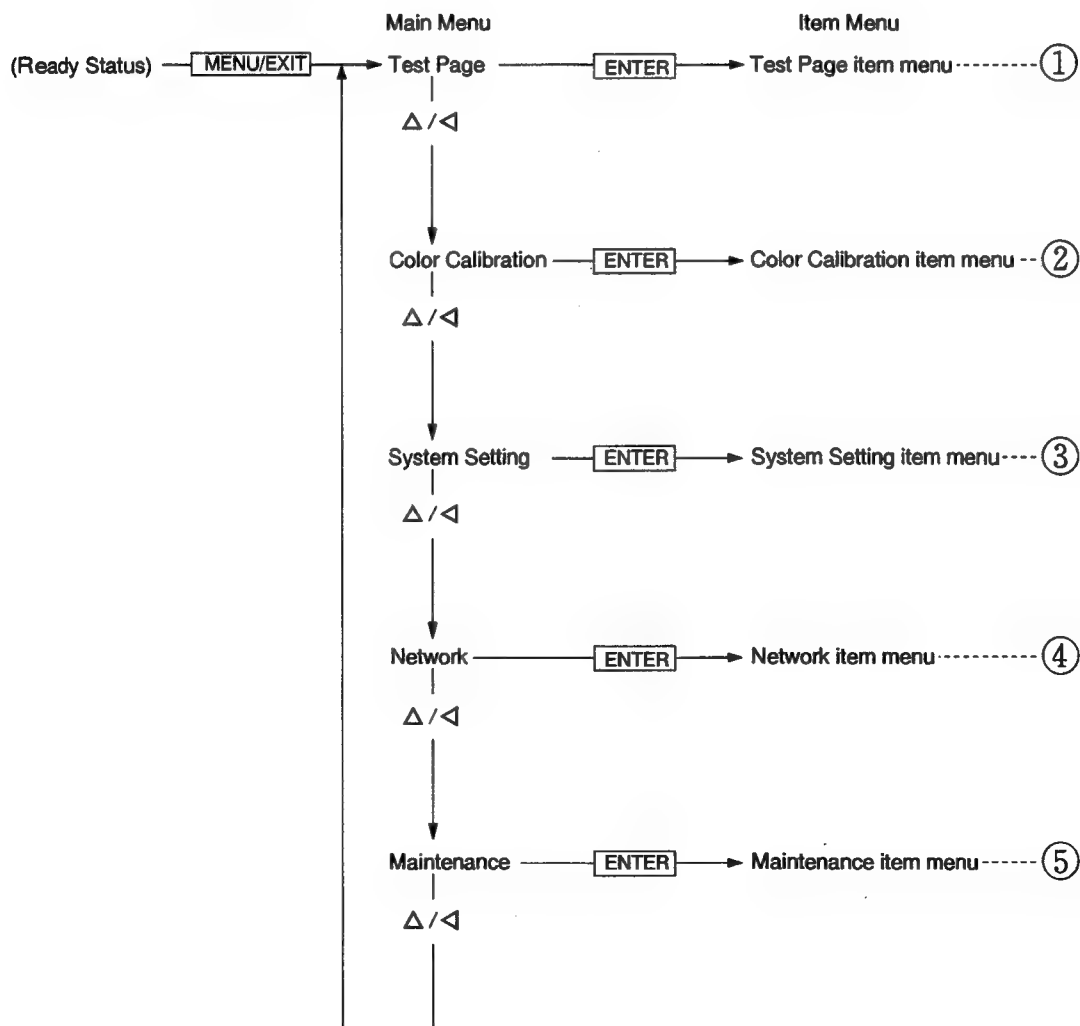 Main Menu Item Menu
(Ready Status) MENU/EXIT Test Page ENTER Test Page item menu ①
△/◁
Color Calibration ENTER Color Calibration item menu ②
△/◁
System Setting ENTER System Setting item menu ③
△/◁
Network ENTER Network item menu ④
△/◁
Maintenance ENTER Maintenance item menu ⑤
△/◁